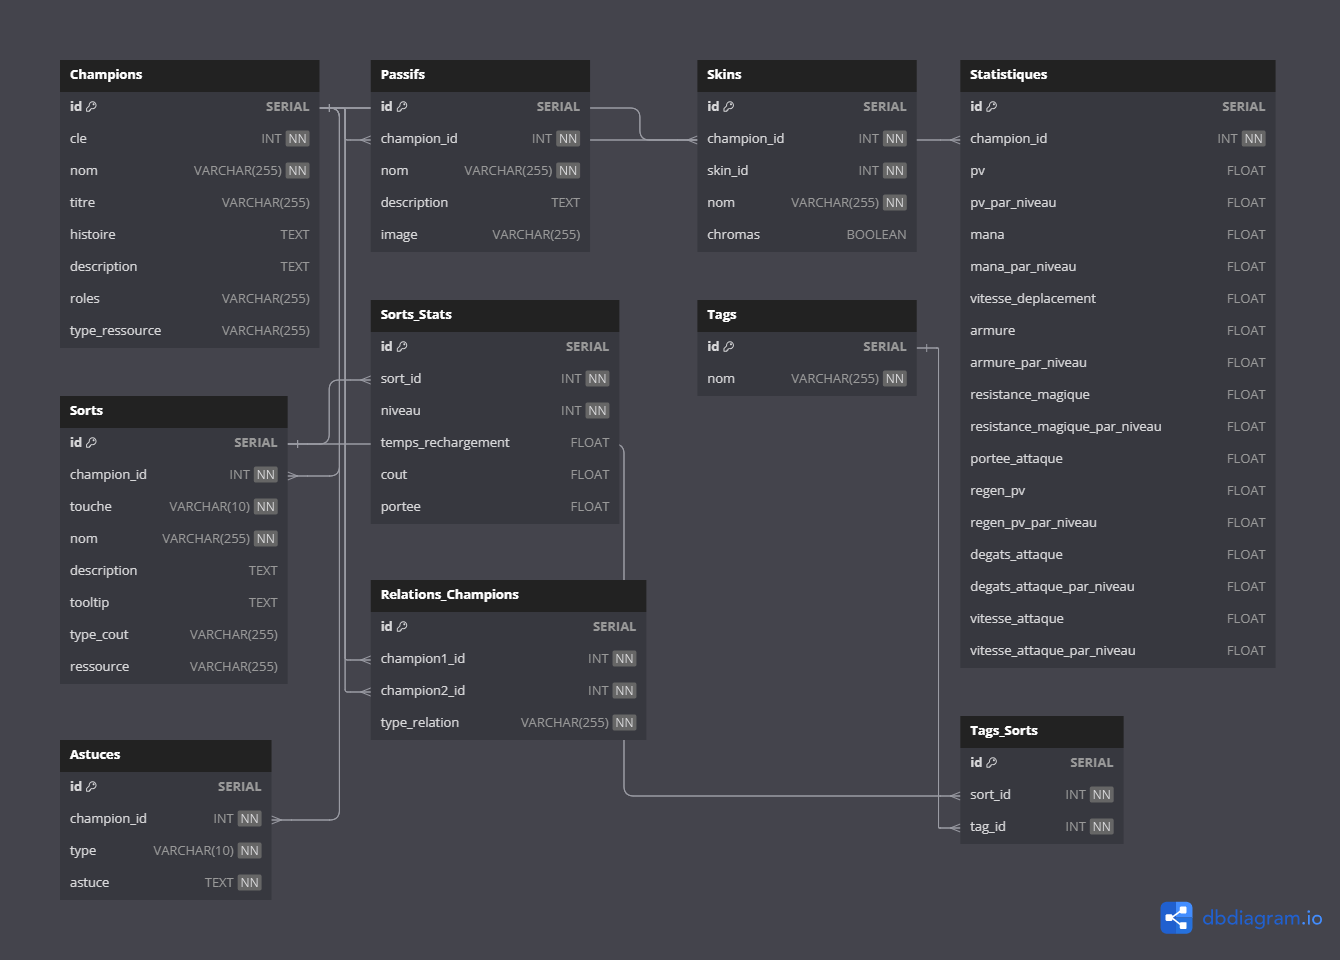 Champions
id SERIAL
cle INT NN
nom VARCHAR(255) NN
titre VARCHAR(255)
histoire TEXT
description TEXT
roles VARCHAR(255)
type_ressource VARCHAR(255)
Passifs
id SERIAL
champion_id INT NN
nom VARCHAR(255) NN
description TEXT
image VARCHAR(255)
Skins
id SERIAL
champion_id INT NN
skin_id INT NN
nom VARCHAR(255) NN
chromas BOOLEAN
Statistiques
id SERIAL
champion_id INT NN
pv FLOAT
pv_par_niveau FLOAT
mana FLOAT
mana_par_niveau FLOAT
vitesse_deplacement FLOAT
armure FLOAT
armure_par_niveau FLOAT
resistance_magique FLOAT
resistance_magique_par_niveau FLOAT
portee_attaque FLOAT
regen_pv FLOAT
regen_pv_par_niveau FLOAT
degats_attaque FLOAT
degats_attaque_par_niveau FLOAT
vitesse_attaque FLOAT
vitesse_attaque_par_niveau FLOAT
Sorts_Stats
id SERIAL
sort_id INT NN
niveau INT NN
temps_rechargement FLOAT
cout FLOAT
portee FLOAT
Tags
id SERIAL
nom VARCHAR(255) NN
Sorts
id SERIAL
champion_id INT NN
touche VARCHAR(10) NN
nom VARCHAR(255) NN
description TEXT
tooltip TEXT
type_cout VARCHAR(255)
ressource VARCHAR(255)
Relations_Champions
id SERIAL
champion1_id INT NN
champion2_id INT NN
type_relation VARCHAR(255) NN
Astuces
id SERIAL
champion_id INT NN
type VARCHAR(10) NN
astuce TEXT NN
Tags_Sorts
id SERIAL
sort_id INT NN
tag_id INT NN
dbdiagram.io